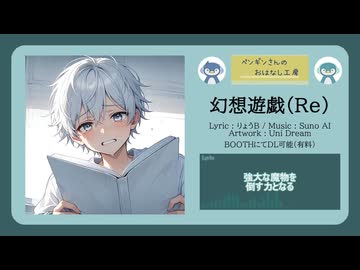 ペンギンさんの
おはなし工房
幻想遊戯(Re)
Lyric : りょうB / Music : Suno AI
Artwork : Uni Dream
BOOTHにてDL可能(有料)
Lyric
強大な魔物を
倒す力となる